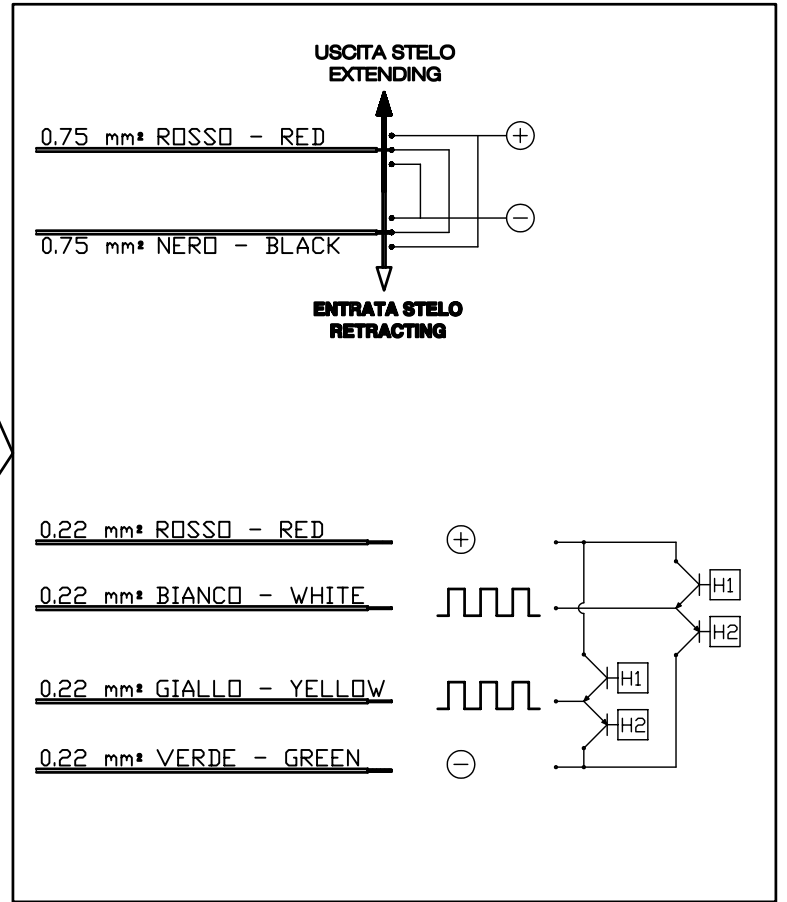 USCITA STELO
EXTENDING
0.75 mm² ROSSO - RED
+
-
0.75 mm² NERO - BLACK
ENTRATA STELO
RETRACTING
0.22 mm² ROSSO - RED
+
0.22 mm² BIANCO - WHITE
H1
H2
0.22 mm² GIALLO - YELLOW
H1
H2
0.22 mm² VERDE - GREEN
-